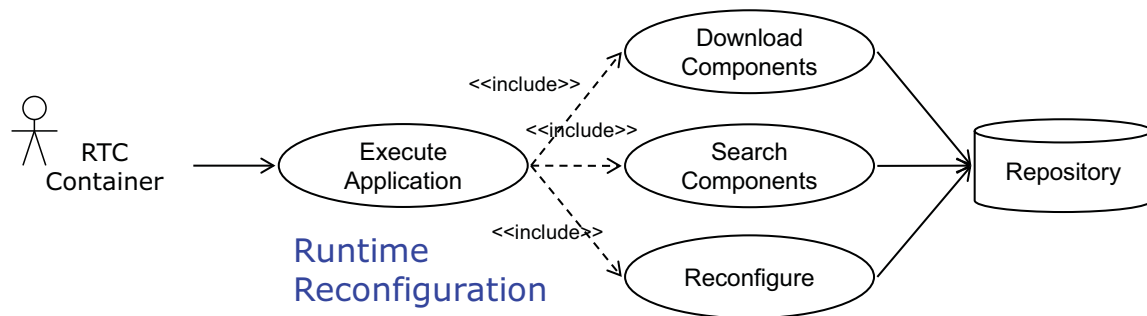 RTC
Container
Execute
Application
Runtime
Reconfiguration
<<include>>
<<include>>
<<include>>
Download
Components
Search
Components
Reconfigure
Repository